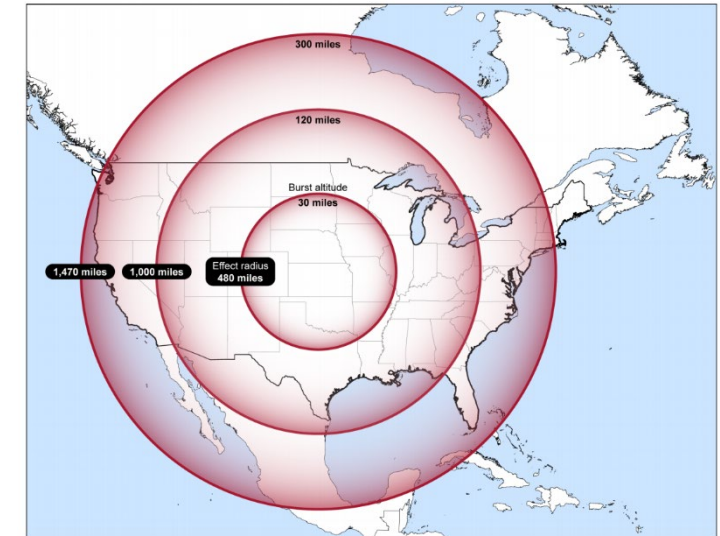 300 miles
120 miles
Burst altitude
30 miles
1,470 miles
1,000 miles
Effect radius
480 miles